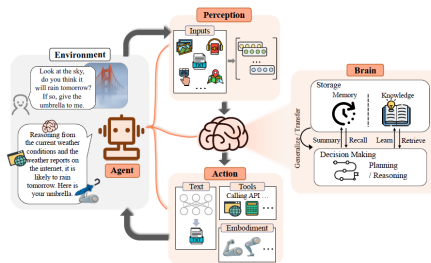 Environment
Look at the sky,
do you think it
will rain tomorrow?
If so, give the
umbrella to me.
Reasoning from
the current weather
conditions and the
weather reports on
the internet, it is
likely to rain
tomorrow. Here is
your umbrella.
Agent
Perception
Inputs
TXT
...
Action
Text
TXT
Tools
Calling API ...
...
Embodiment
...
Brain
Storage
Memory
Knowledge
Generalize / Transfer
Summary
Recall
Learn
Retrieve
Decision Making
Planning
/ Reasoning